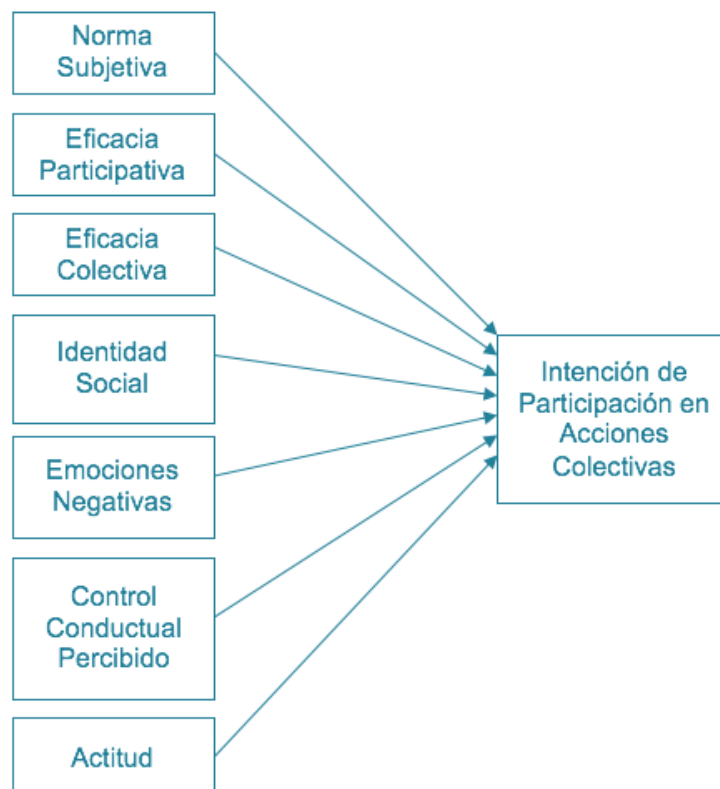 Norma
Subjetiva
Eficacia
Participativa
Eficacia
Colectiva
Identidad
Social
Emociones
Negativas
Control
Conductual
Percibido
Actitud
Intención de
Participación en
Acciones
Colectivas